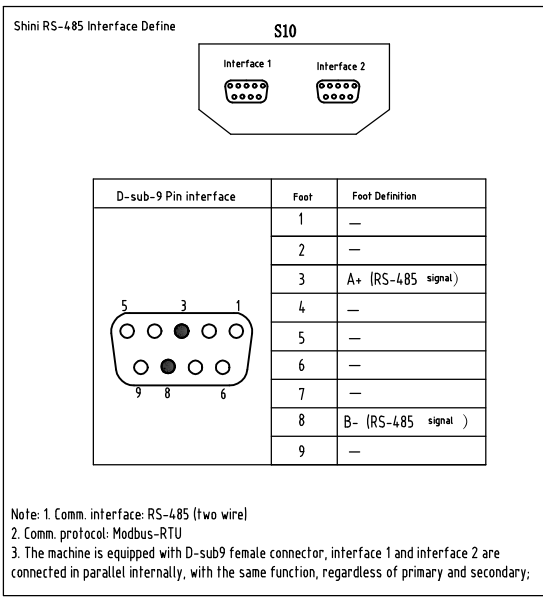 Shini RS-485 Interface Define
S10
Interface 1 Interface 2
D-sub-9 Pin interface Foot Foot Definition
1 —
2 —
3 A+ (RS-485 signal)
4 —
5 —
6 —
7 —
8 B- (RS-485 signal )
9 —
5 3 1
9 8 6
Note: 1. Comm. interface: RS-485 (two wire)
2. Comm. protocol: Modbus-RTU
3. The machine is equipped with D-sub9 female connector, interface 1 and interface 2 are
connected in parallel internally, with the same function, regardless of primary and secondary;